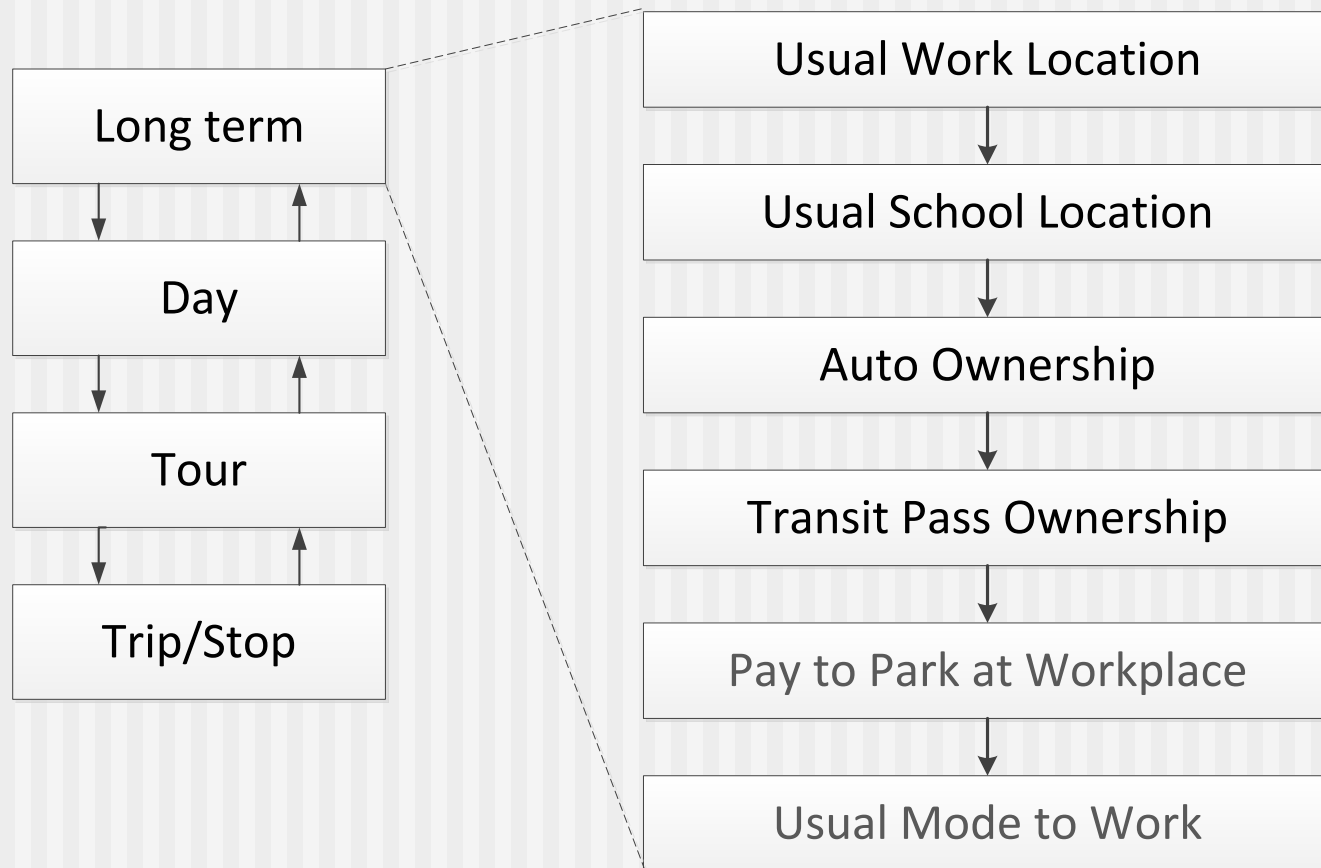 Long term
Day
Tour
Trip/Stop
Usual Work Location
Usual School Location
Auto Ownership
Transit Pass Ownership
Pay to Park at Workplace
Usual Mode to Work